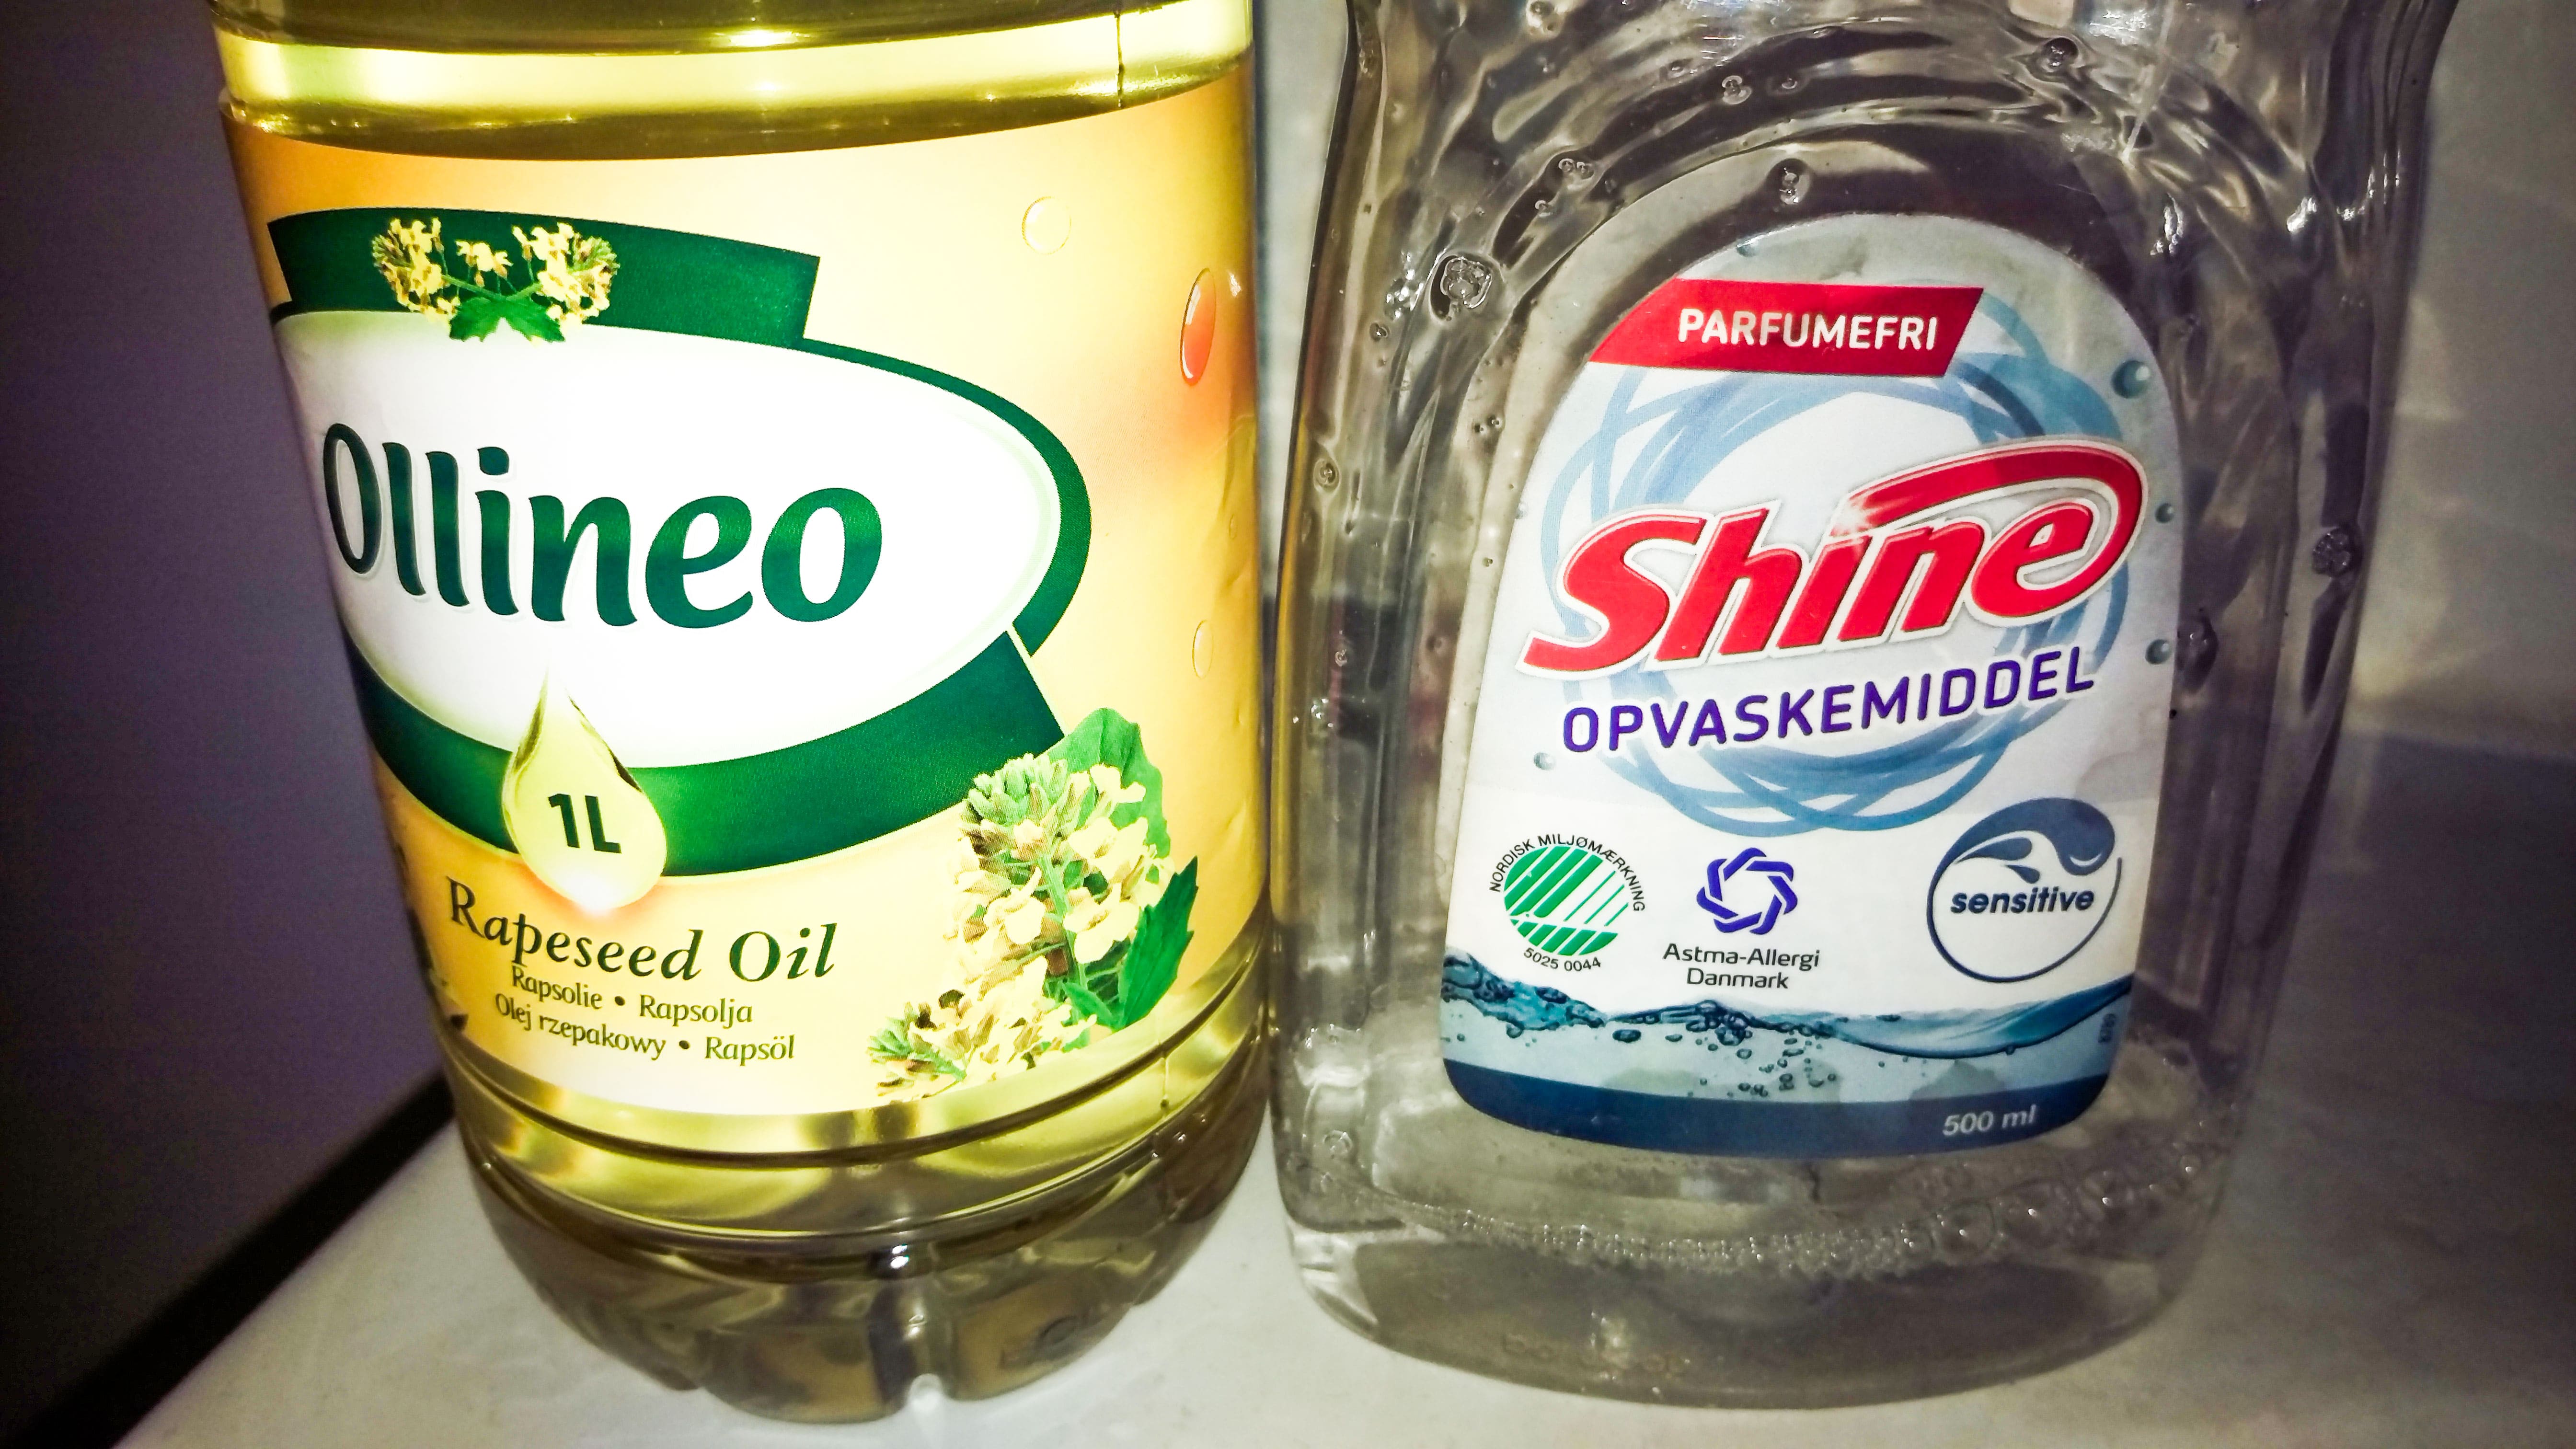 Ollineo
1L
Rapeseed Oil
Rapsolie • Rapsolja
Olej rzepakowy • Rapsöl
PARFUMEFRI
Shine
OPVASKEMIDDEL
NORDISK MILJØMÆRKNING
5025 0044
Astma-Allergi
Danmark
sensitive
500 ml